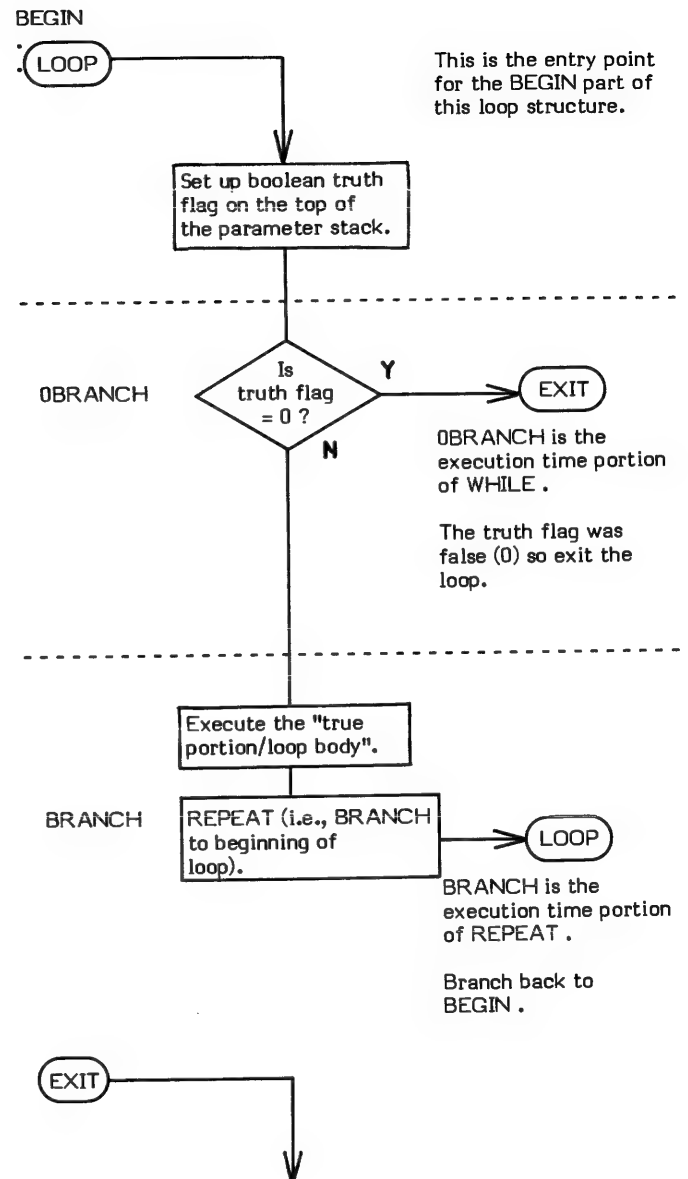 BEGIN
LOOP
This is the entry point
for the BEGIN part of
this loop structure.
Set up boolean truth
flag on the top of
the parameter stack.
0BRANCH
Is
truth flag
= 0 ?
Y
EXIT
N
0BRANCH is the
execution time portion
of WHILE .
The truth flag was
false (0) so exit the
loop.
Execute the "true
portion/loop body".
BRANCH
REPEAT (i.e., BRANCH
to beginning of
loop).
LOOP
BRANCH is the
execution time portion
of REPEAT .
Branch back to
BEGIN .
EXIT